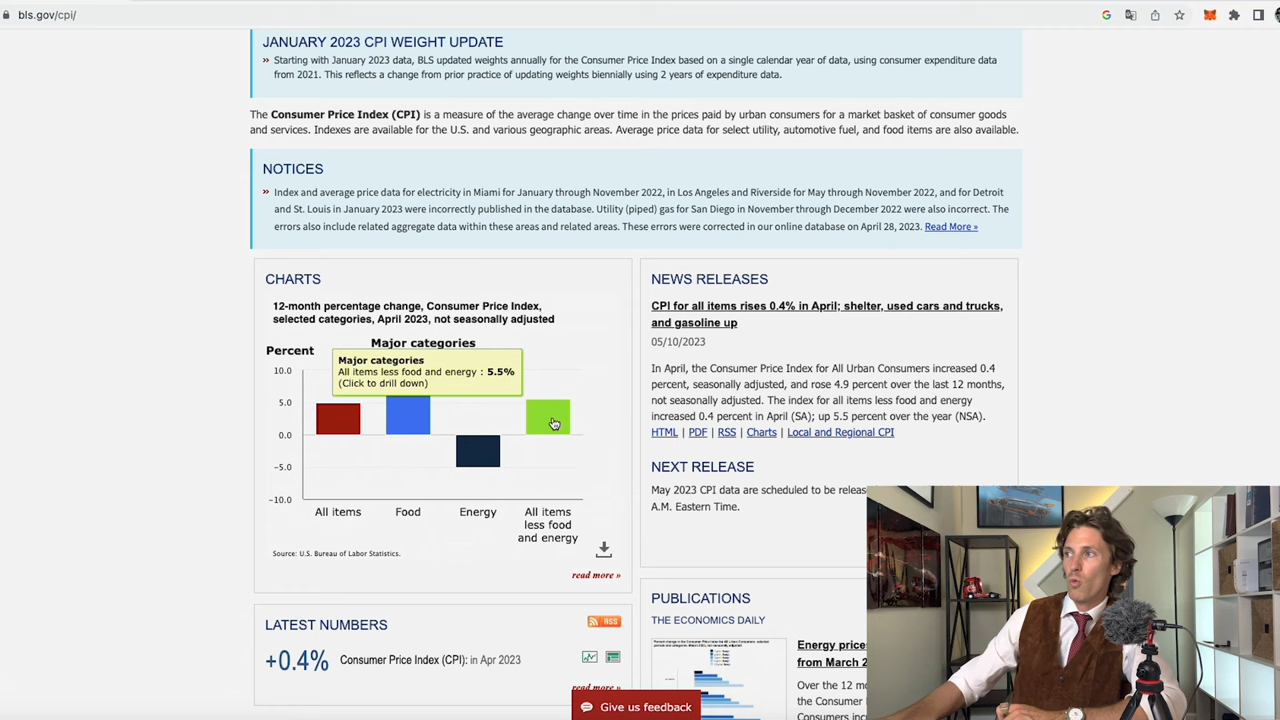 bls.gov/cpi/
JANUARY 2023 CPI WEIGHT UPDATE
» Starting with January 2023 data, BLS updated weights annually for the Consumer Price Index based on a single calendar year of data, using consumer expenditure data
from 2021. This reflects a change from prior practice of updating weights biennially using 2 years of expenditure data.
The Consumer Price Index (CPI) is a measure of the average change over time in the prices paid by urban consumers for a market basket of consumer goods
and services. Indexes are available for the U.S. and various geographic areas. Average price data for select utility, automotive fuel, and food items are also available.
NOTICES
» Index and average price data for electricity in Miami for January through November 2022, in Los Angeles and Riverside for May through November 2022, and for Detroit
and St. Louis in January 2023 were incorrectly published in the database. Utility (piped) gas for San Diego in November through December 2022 were also incorrect. The
errors also include related aggregate data within these areas and related areas. These errors were corrected in our online database on April 28, 2023. Read More »
CHARTS
12-month percentage change, Consumer Price Index,
selected categories, April 2023, not seasonally adjusted
Major categories
Percent
Major categories
All items less food and energy : 5.5%
(Click to drill down)
10.0
5.0
0.0
−5.0
−10.0
All items
Food
Energy
All items
less food
and energy
Source: U.S. Bureau of Labor Statistics.
read more »
NEWS RELEASES
CPI for all items rises 0.4% in April; shelter, used cars and trucks,
and gasoline up
05/10/2023
In April, the Consumer Price Index for All Urban Consumers increased 0.4
percent, seasonally adjusted, and rose 4.9 percent over the last 12 months,
not seasonally adjusted. The index for all items less food and energy
increased 0.4 percent in April (SA); up 5.5 percent over the year (NSA).
HTML | PDF | RSS | Charts | Local and Regional CPI
NEXT RELEASE
May 2023 CPI data are scheduled to be
A.M. Eastern Time.
LATEST NUMBERS
RSS
+0.4% Consumer Price Index (CPI): in Apr 2023
read more »
PUBLICATIONS
THE ECONOMICS DAILY
Energy
from March
Over the 12
Give us feedback